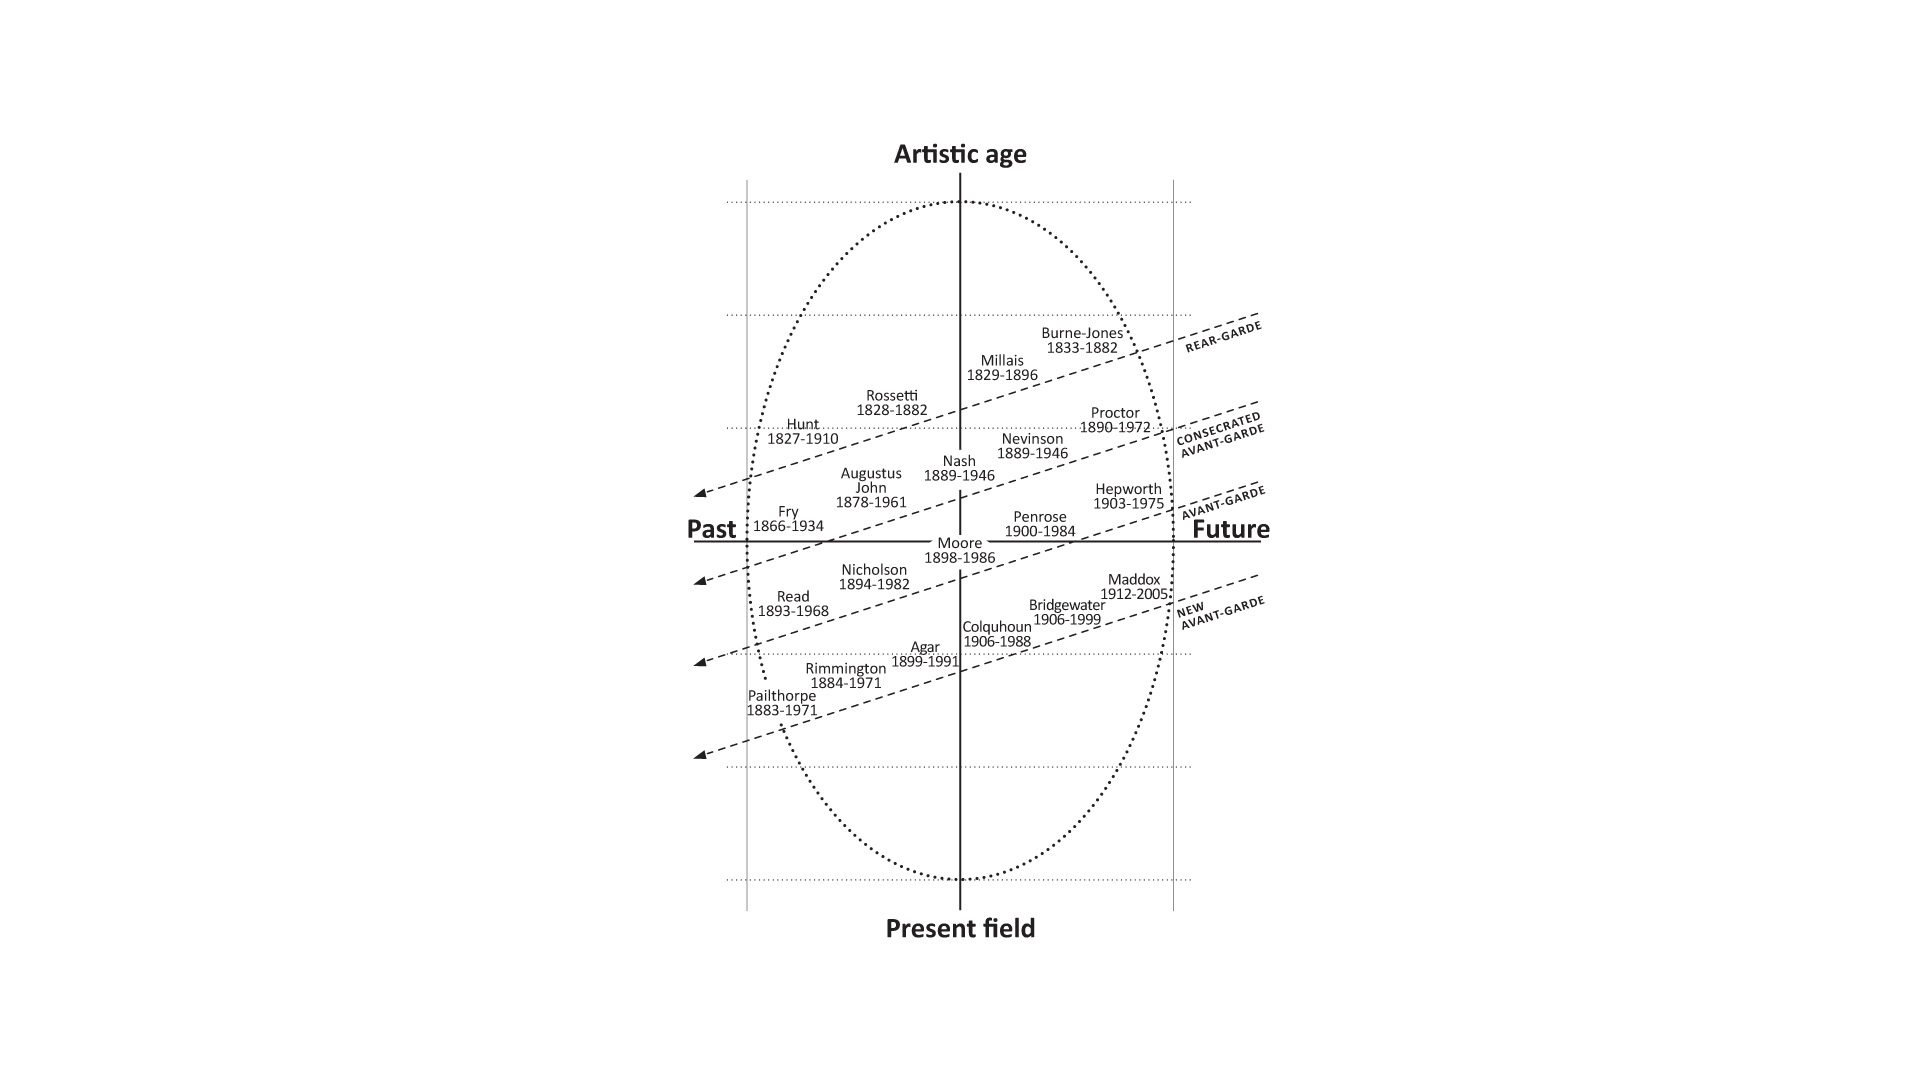 Artistic age
Burne-Jones
1833-1882
REAR-GARDE
Millais
1829-1896
Rossetti
1828-1882
Hunt
1827-1910
Proctor
1890-1972
CONSECRATED
AVANT-GARDE
Nevinson
1889-1946
Nash
1889-1946
Augustus
John
1878-1961
Fry
1866-1934
Hepworth
1903-1975
AVANT-GARDE
Past
Future
Penrose
1900-1984
Moore
1898-1986
Nicholson
1894-1982
Read
1893-1968
Maddox
1912-2005
NEW
AVANT-GARDE
Bridgewater
1906-1999
Colquhoun
1906-1988
Agar
1899-1991
Rimmington
1884-1971
Pailthorpe
1883-1971
Present field